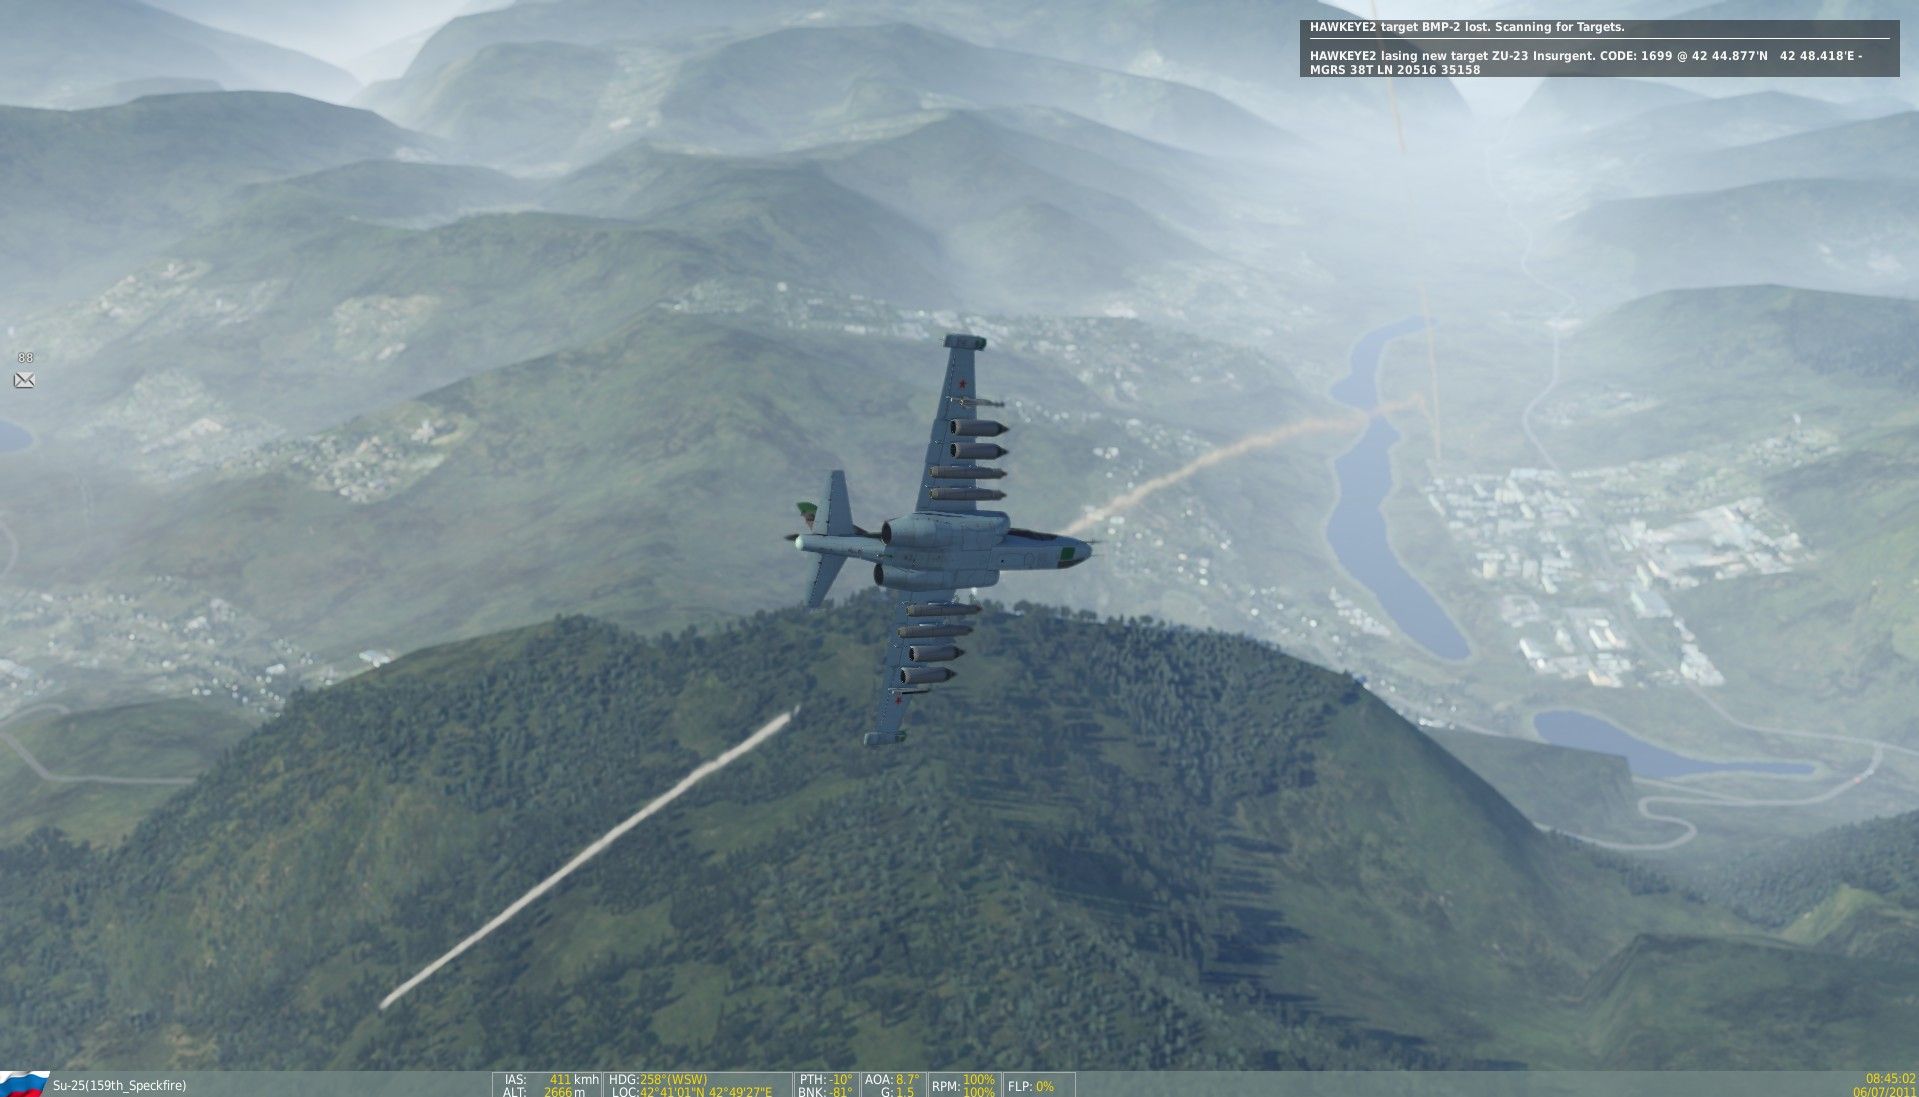 HAWKEYE2 target BMP-2 lost. Scanning for Targets.
HAWKEYE2 lasing new target ZU-23 Insurgent. CODE: 1699 @ 42 44.877'N   42 48.418'E -
MGRS 38T LN 20516 35158
88
Su-25(159th_Speckfire)
IAS: 411 kmh HDG:258°(WSW) PTH: -10° AOA: 8.7° RPM: 100% FLP: 0% 08:45:02
ALT: 2666 m LOC:42°41'01"N 42°49'27"E BNK: -81° G: 1.5 100% 06/07/2011